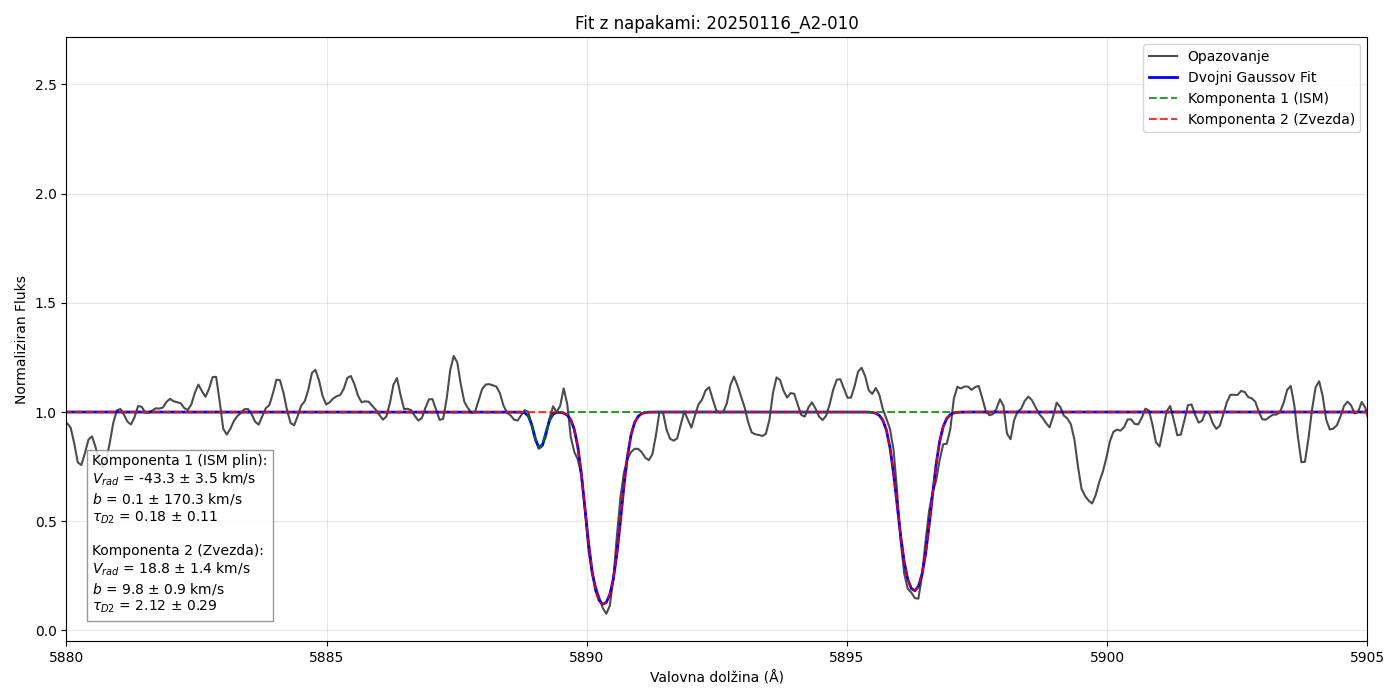 Fit z napakami: 20250116_A2-010
Normaliziran Fluks
2.5
2.0
1.5
1.0
0.5
0.0
Opazovanje
Dvojni Gaussov Fit
Komponenta 1 (ISM)
Komponenta 2 (Zvezda)
Komponenta 1 (ISM plin):
V_rad = -43.3 ± 3.5 km/s
b = 0.1 ± 170.3 km/s
τ_D2 = 0.18 ± 0.11
Komponenta 2 (Zvezda):
V_rad = 18.8 ± 1.4 km/s
b = 9.8 ± 0.9 km/s
τ_D2 = 2.12 ± 0.29
5880 5885 5890 5895 5900 5905
Valovna dolžina (Å)